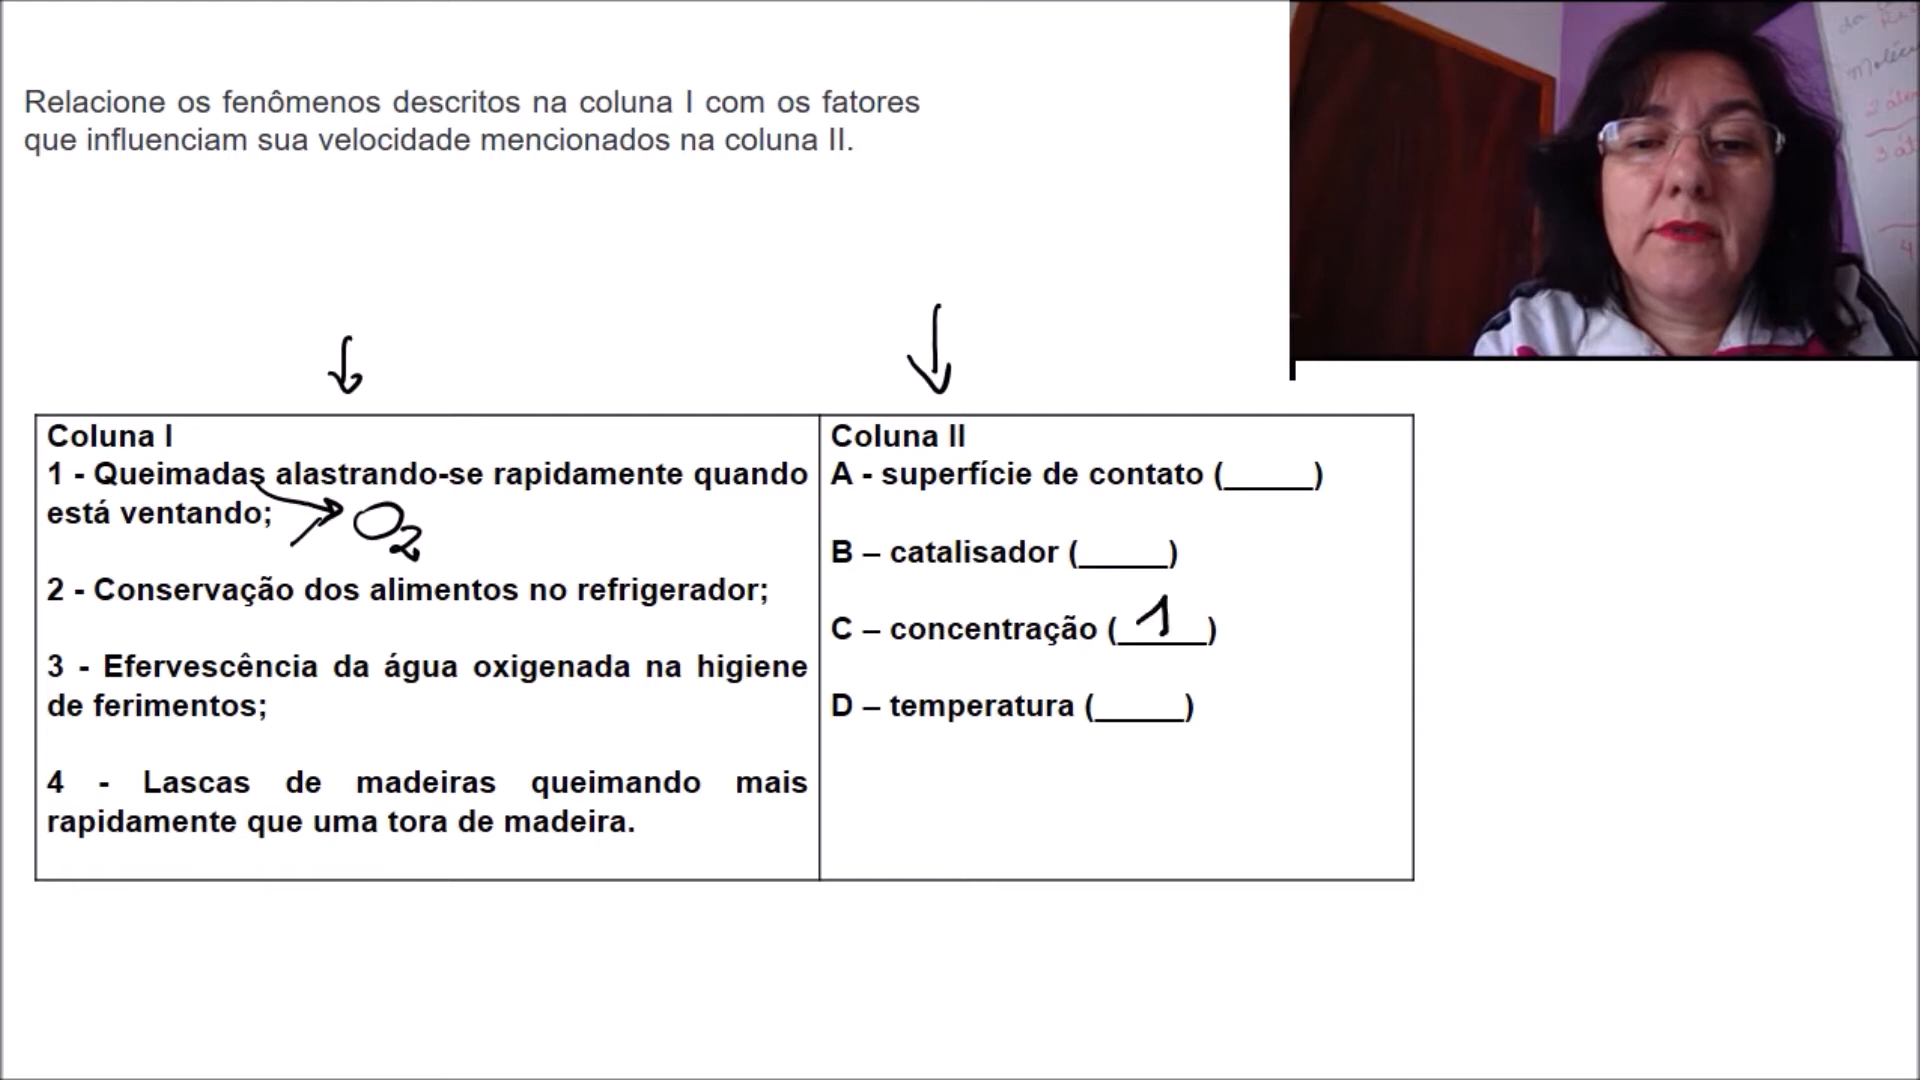 Relacione os fenômenos descritos na coluna I com os fatores
que influenciam sua velocidade mencionados na coluna II.
Coluna I
1 - Queimadas alastrando-se rapidamente quando
está ventando;
O2
2 - Conservação dos alimentos no refrigerador;
3 - Efervescência da água oxigenada na higiene
de ferimentos;
4 - Lascas de madeiras queimando mais
rapidamente que uma tora de madeira.
Coluna II
A - superfície de contato (_____)
B – catalisador (_____)
C – concentração (__1__)
D – temperatura (_____)
3
4